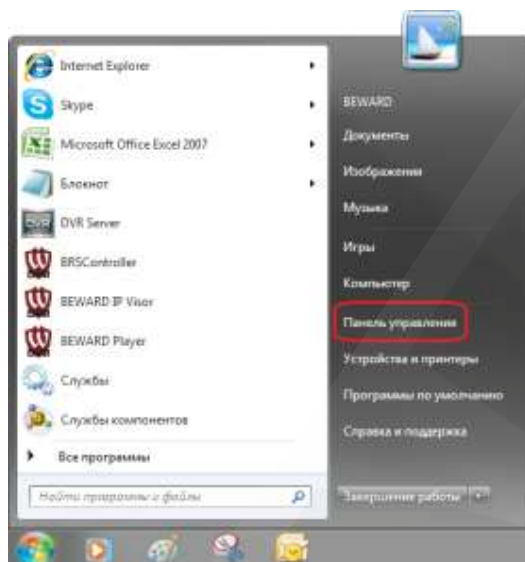 Internet Explorer
Skype
Microsoft Office Excel 2007
Блокнот
DVR Server
BRSController
BEWARD IP Visor
BEWARD Player
Службы
Службы компонентов
Все программы
Найти программы и файлы
BEWARD
Документы
Изображения
Музыка
Игры
Компьютер
Панель управления
Устройства и принтеры
Программы по умолчанию
Справка и поддержка
Завершение работы